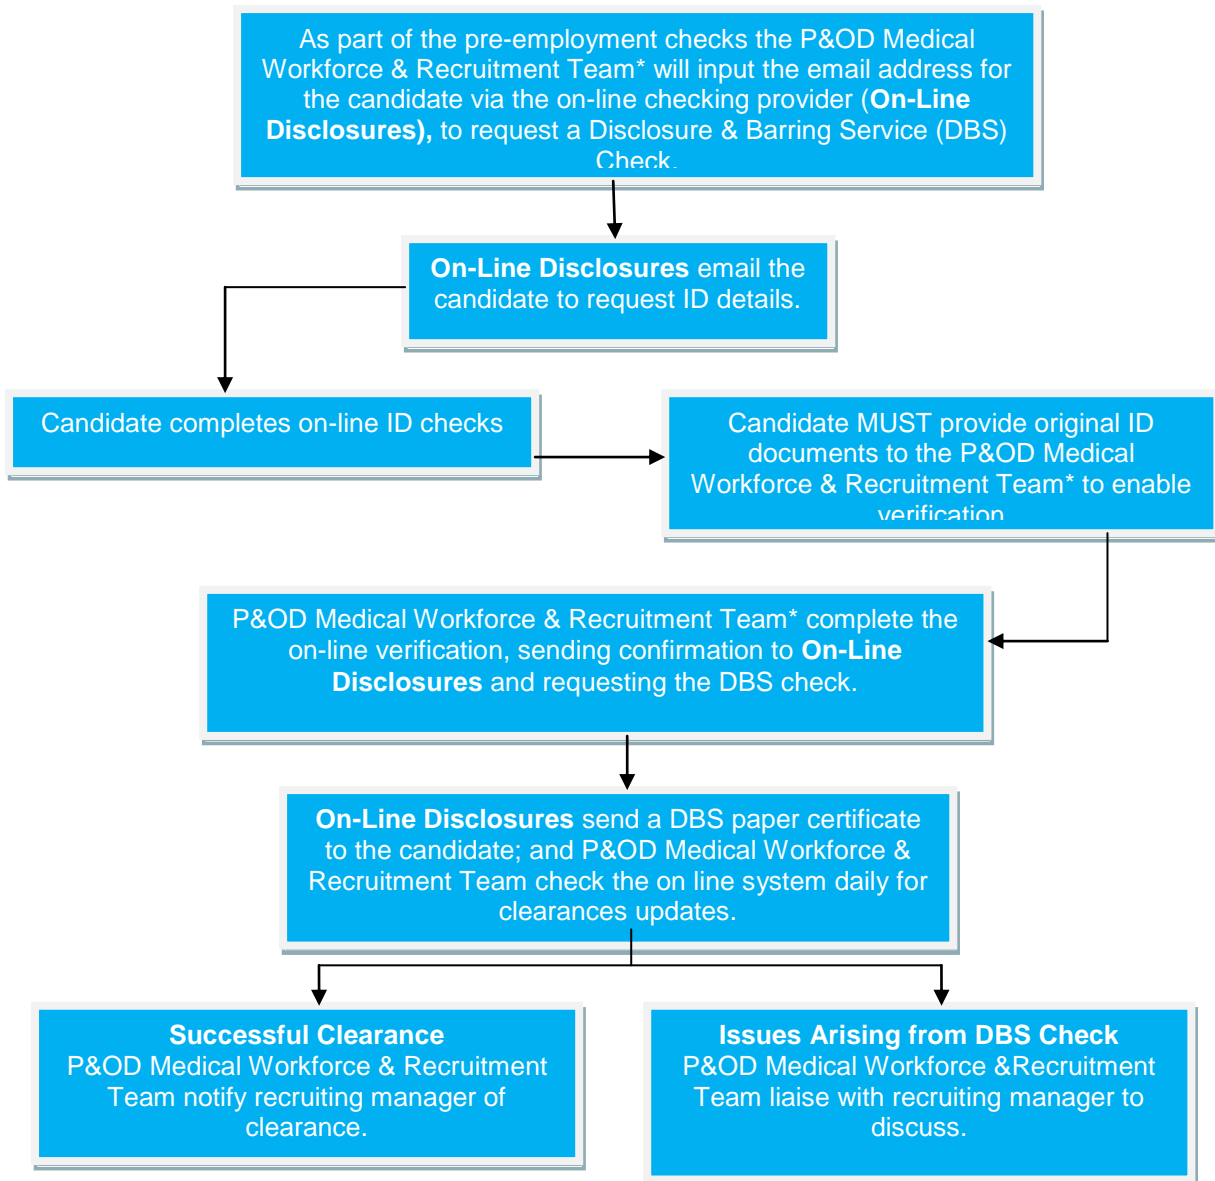 As part of the pre-employment checks the P&OD Medical
Workforce & Recruitment Team* will input the email address for
the candidate via the on-line checking provider (On-Line
Disclosures), to request a Disclosure & Barring Service (DBS)
Check.
On-Line Disclosures email the
candidate to request ID details.
Candidate completes on-line ID checks
Candidate MUST provide original ID
documents to the P&OD Medical
Workforce & Recruitment Team* to enable
verification
P&OD Medical Workforce & Recruitment Team* complete the
on-line verification, sending confirmation to On-Line
Disclosures and requesting the DBS check.
On-Line Disclosures send a DBS paper certificate
to the candidate; and P&OD Medical Workforce &
Recruitment Team check the on line system daily for
clearances updates.
Successful Clearance
P&OD Medical Workforce & Recruitment
Team notify recruiting manager of
clearance.
Issues Arising from DBS Check
P&OD Medical Workforce &Recruitment
Team liaise with recruiting manager to
discuss.